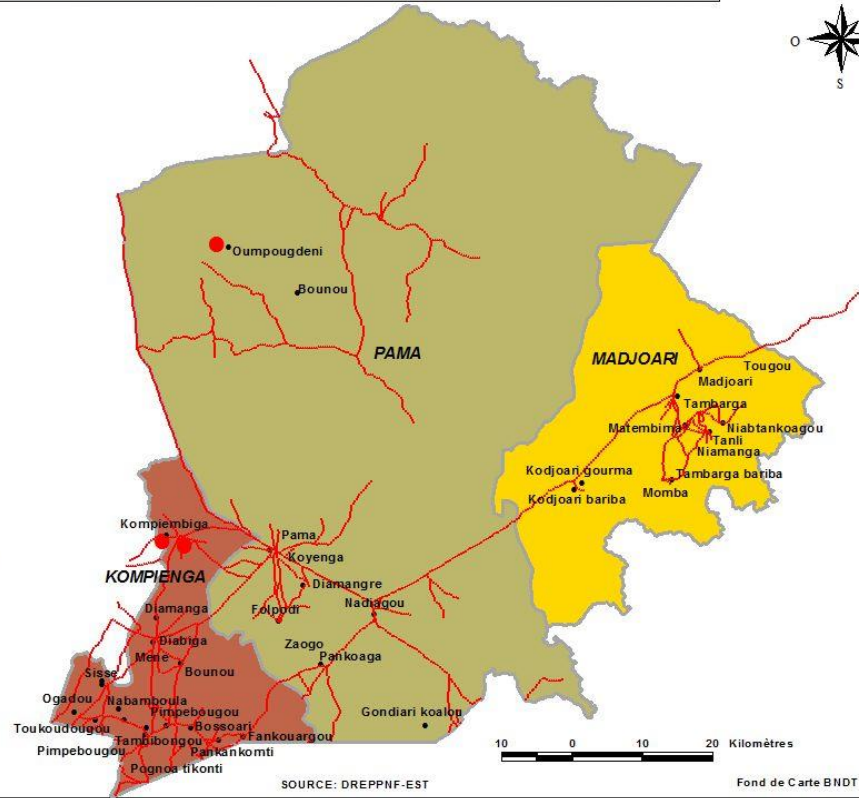 O
S
Oumpougdeni
Bounou
PAMA
MADJOARI
Tougou
Madjoari
Tambarga
Matembima
Niabtankoagou
Tanli
Niamanga
Kodjoari gourma
Tambarga bariba
Kodjoari bariba
Momba
Kompiembiga
Pama
Koyenga
KOMPIENGA
Diamangre
Diamanga
Folpodi
Nadiagou
Diabiga
Zaogo
Mene
Bounou
Pankoaga
Sisse
Ogadou
Nabamboula
Pimpebougou
Gondiari koalou
Toukoudougou
Bossoari
Tambibongou
Fankouargou
Pimpebougou
Pankankomti
Pognoa tikonti
10 0 10 20 Kilomètres
SOURCE: DREPPNF-EST
Fond de Carte BNDT